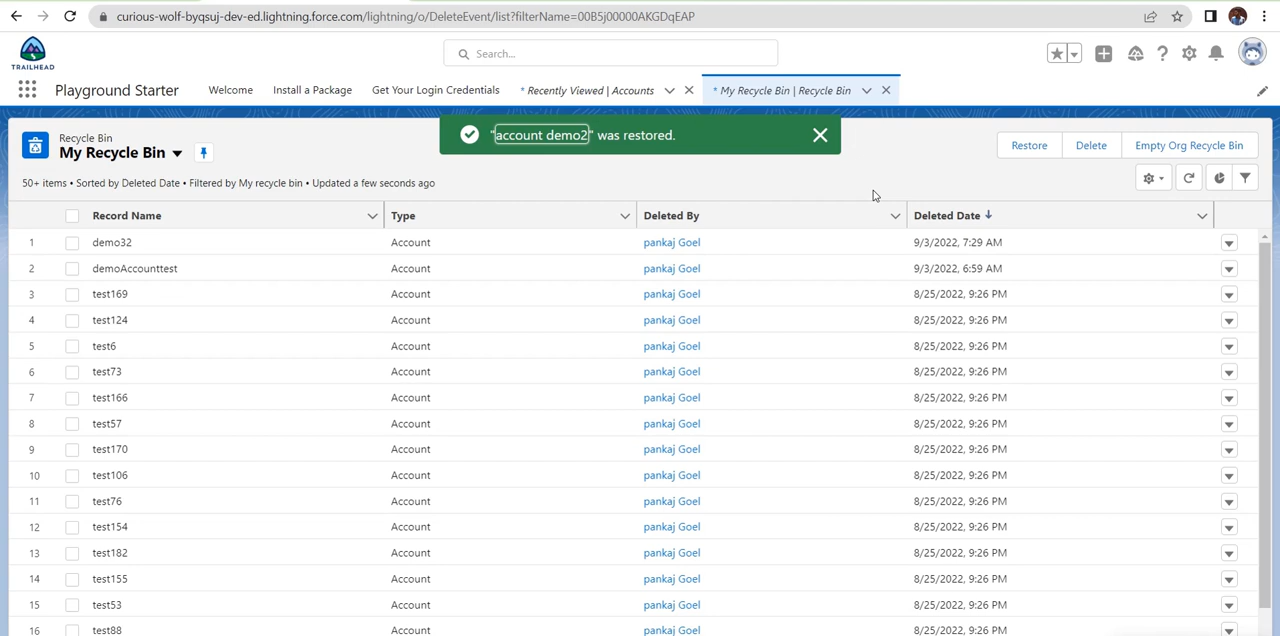 curious-wolf-byqsuj-dev-ed.lightning.force.com/lightning/o/DeleteEvent/list?filterName=00B5j00000AKGDqEAP
TRAILHEAD
Search...
Playground Starter Welcome Install a Package Get Your Login Credentials * Recently Viewed | Accounts * My Recycle Bin | Recycle Bin
Recycle Bin
My Recycle Bin
"account demo2" was restored.
Restore Delete Empty Org Recycle Bin
50+ items • Sorted by Deleted Date • Filtered by My recycle bin • Updated a few seconds ago
Record Name Type Deleted By Deleted Date
1 demo32 Account pankaj Goel 9/3/2022, 7:29 AM
2 demoAccounttest Account pankaj Goel 9/3/2022, 6:59 AM
3 test169 Account pankaj Goel 8/25/2022, 9:26 PM
4 test124 Account pankaj Goel 8/25/2022, 9:26 PM
5 test6 Account pankaj Goel 8/25/2022, 9:26 PM
6 test73 Account pankaj Goel 8/25/2022, 9:26 PM
7 test166 Account pankaj Goel 8/25/2022, 9:26 PM
8 test57 Account pankaj Goel 8/25/2022, 9:26 PM
9 test170 Account pankaj Goel 8/25/2022, 9:26 PM
10 test106 Account pankaj Goel 8/25/2022, 9:26 PM
11 test76 Account pankaj Goel 8/25/2022, 9:26 PM
12 test154 Account pankaj Goel 8/25/2022, 9:26 PM
13 test182 Account pankaj Goel 8/25/2022, 9:26 PM
14 test155 Account pankaj Goel 8/25/2022, 9:26 PM
15 test53 Account pankaj Goel 8/25/2022, 9:26 PM
16 test88 Account pankaj Goel 8/25/2022, 9:26 PM